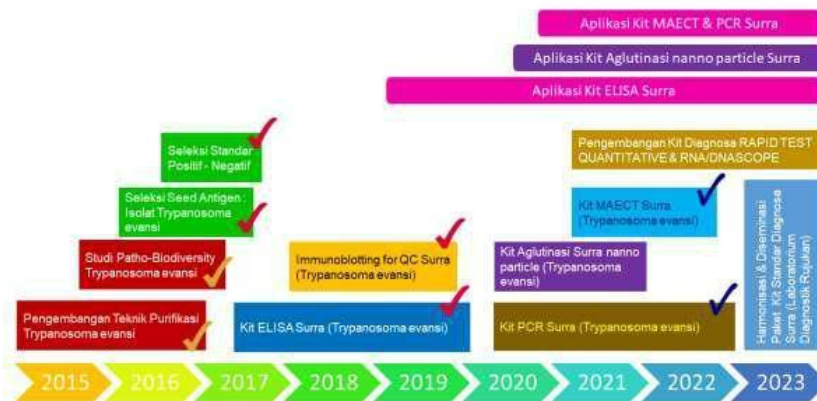 Aplikasi Kit MAECT & PCR Surra
Aplikasi Kit Aglutinasi nanno particle Surra
Aplikasi Kit ELISA Surra
Seleksi Standar
Positif - Negatif
Pengembangan Kit Diagnosa RAPID TEST
QUANTITATIVE & RNA/DNASCOPE
Seleksi Seed Antigen :
Isolat Trypanosoma
evansi
Kit MAECT Surra
(Trypanosoma evansi)
Studi Patho-Biodiversity
Trypanosoma evansi
Immunoblotting for QC Surra
(Trypanosoma evansi)
Kit Aglutinasi Surra nanno
particle (Trypanosoma
evansi)
Pengembangan Teknik Purifikasi
Trypanosoma evansi
Kit ELISA Surra (Trypanosoma evansi)
Kit PCR Surra (Trypanosoma evansi)
Harmonisasi & Diseminasi
Paket Kit Standar Diagnosa
Surra (Laboratorium
Diagnostik Rujukan)
2015
2016
2017
2018
2019
2020
2021
2022
2023